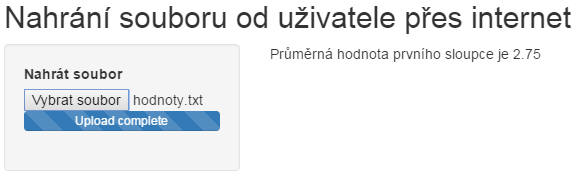 Nahrání souboru od uživatele přes internet
Nahrát soubor
Vybrat soubor hodnoty.txt
Upload complete
Průměrná hodnota prvního sloupce je 2.75